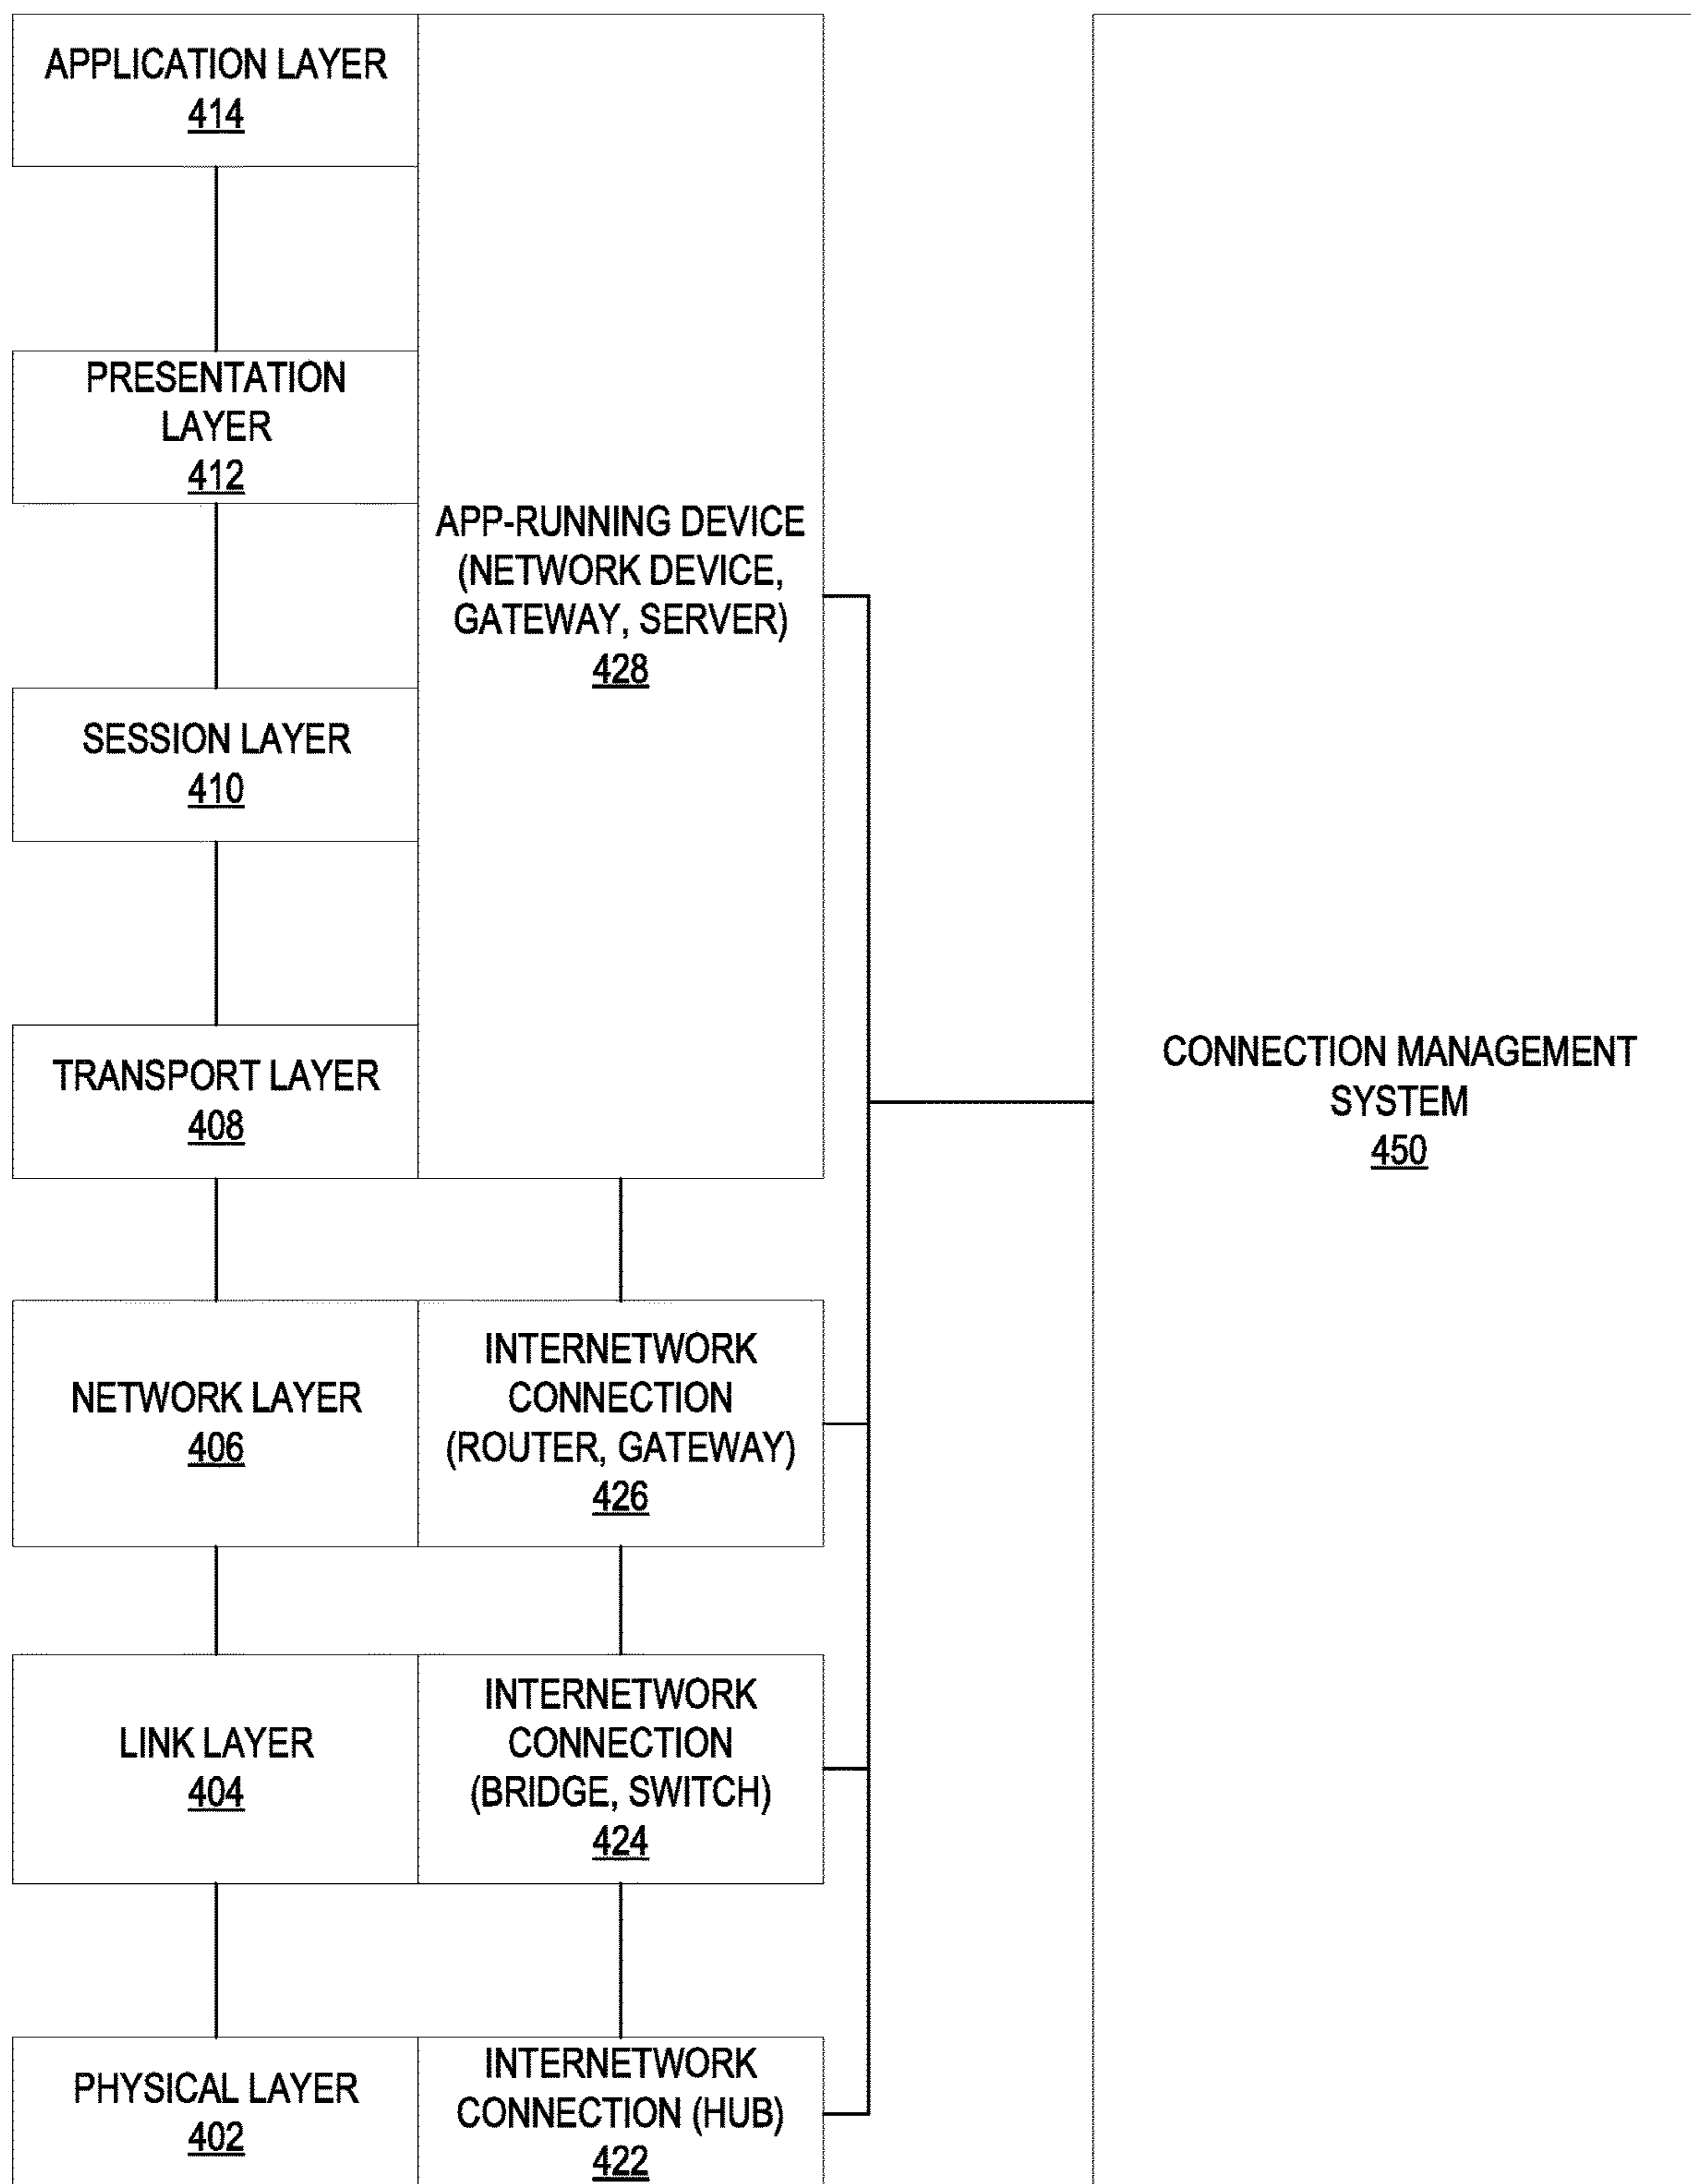 APPLICATION LAYER
414
PRESENTATION
LAYER
412
APP-RUNNING DEVICE
(NETWORK DEVICE,
GATEWAY, SERVER)
428
SESSION LAYER
410
TRANSPORT LAYER
408
CONNECTION MANAGEMENT
SYSTEM
450
NETWORK LAYER
406
INTERNETWORK
CONNECTION
(ROUTER, GATEWAY)
426
LINK LAYER
404
INTERNETWORK
CONNECTION
(BRIDGE, SWITCH)
424
PHYSICAL LAYER
402
INTERNETWORK
CONNECTION (HUB)
422